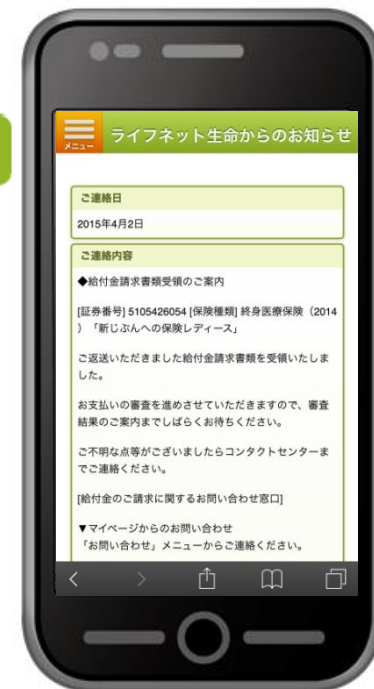 メニュー
ライフネット生命からのお知らせ
ご連絡日
2015年4月2日
ご連絡内容
◆給付金請求書類受領のご案内
[証券番号] 5105426054 [保険種類] 終身医療保険（2014
）「新じぶんへの保険レディース」
ご返送いただきました給付金請求書類を受領いたしま
した。
お支払いの審査を進めさせていただきますので、審査
結果のご案内までしばらくお待ちください。
ご不明な点等がございましたらコンタクトセンターま
でご連絡ください。
[給付金のご請求に関するお問い合わせ窓口]
▼マイページからのお問い合わせ
「お問い合わせ」メニューからご連絡ください。